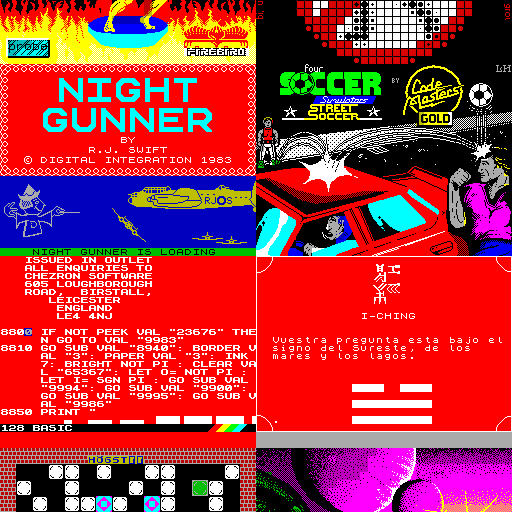 probe
FIREBIRD
NIGHT
GUNNER
BY
R.J. SWIFT
© DIGITAL INTEGRATION 1983
RJ S
NIGHT GUNNER IS LOADING
four
SOCCER
Simulators
STREET
SOCCER
BY
Code
Masters
GOLD
LH
ISSUED IN OUTLET
ALL ENQUIRIES TO
CHEZRON SOFTWARE
605 LOUGHBOROUGH
ROAD, BIRSTALL,
LEICESTER
ENGLAND
LE4 4NJ
8800 IF NOT PEEK VAL "23676" THE
N GO TO VAL "9983"
8810 GO SUB VAL "8940": BORDER V
AL "3": PAPER VAL "3": INK
7: BRIGHT NOT PI : CLEAR VA
L "65367": LET O= NOT PI :
LET I= SGN PI : GO SUB VAL
"9994": GO SUB VAL "9900":
GO SUB VAL "9995": GO SUB V
AL "9986"
8850 PRINT "
128 BASIC
I-CHING
Vuestra pregunta esta bajo el
signo del Sureste, de los
mares y los lagos.